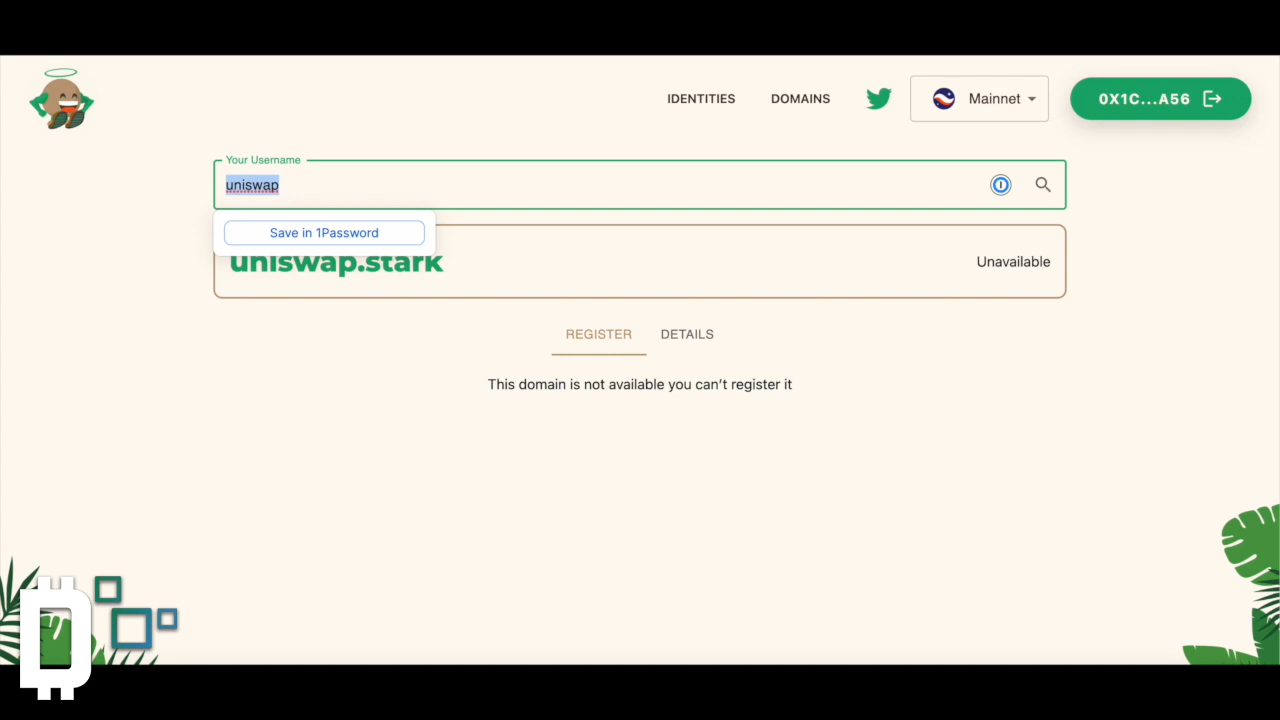 IDENTITIES
DOMAINS
Mainnet
0X1C...A56
Your Username
uniswap
Save in 1Password
uniswap.stark
Unavailable
REGISTER
DETAILS
This domain is not available you can't register it